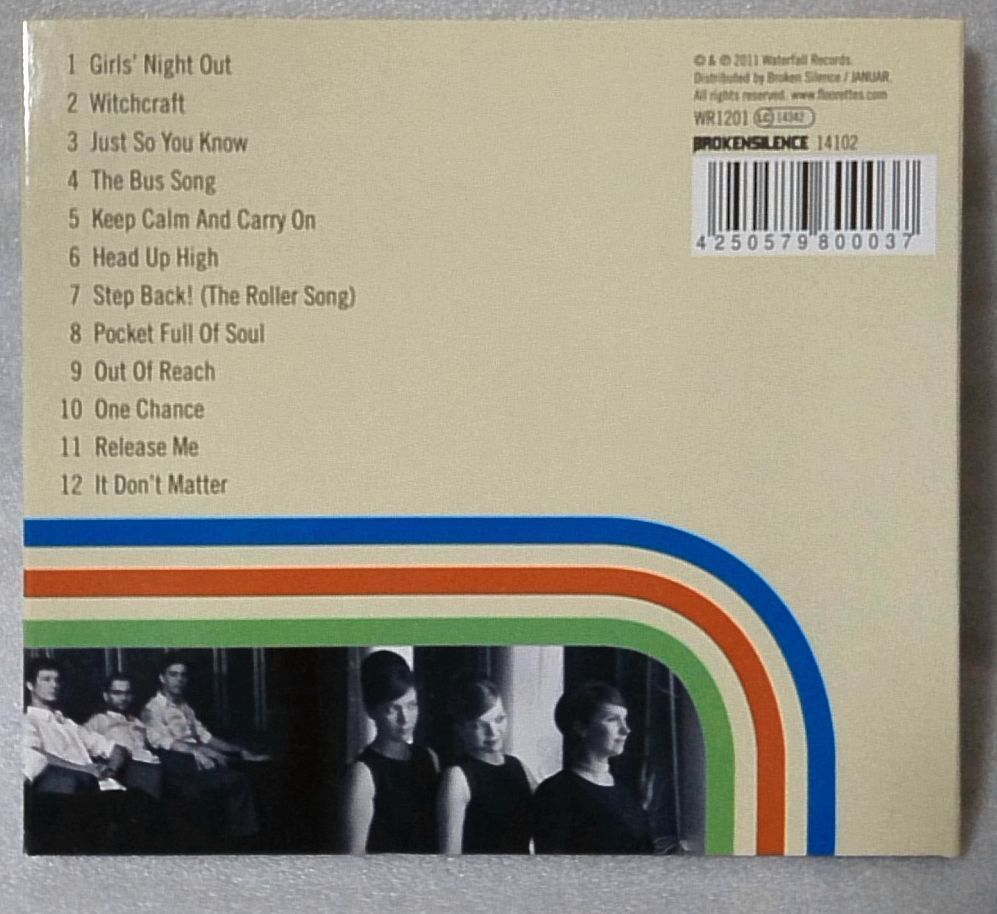 1 Girls' Night Out
2 Witchcraft
3 Just So You Know
4 The Bus Song
5 Keep Calm And Carry On
6 Head Up High
7 Step Back! (The Roller Song)
8 Pocket Full Of Soul
9 Out Of Reach
10 One Chance
11 Release Me
12 It Don't Matter
© & ℗ 2011 Waterfall Records.
Distributed by Broken Silence / JANUAR.
All rights reserved. www.floorettes.com
WR1201 LC 14342
BROKENSILENCE 14102
4 250579 800037